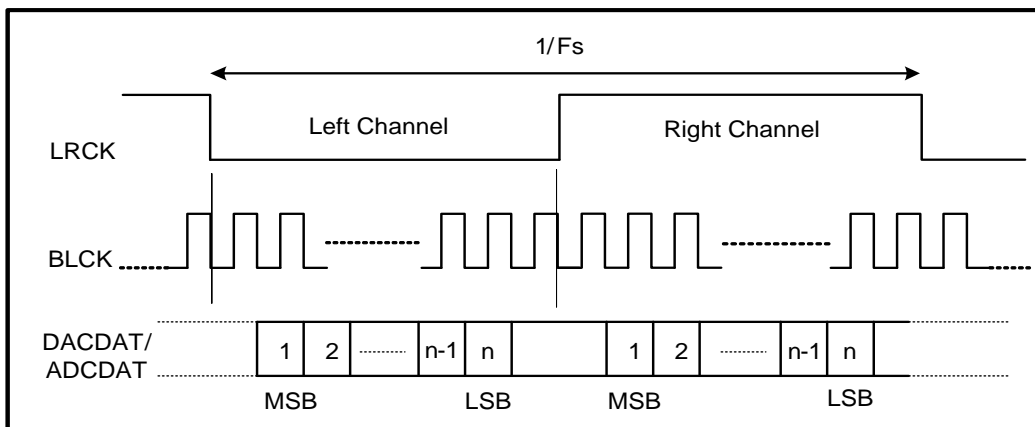 1/Fs
Left Channel
Right Channel
LRCK
BLCK
DACDAT/
ADCDAT
1 2 n-1 n 1 2 n-1 n
MSB LSB MSB LSB